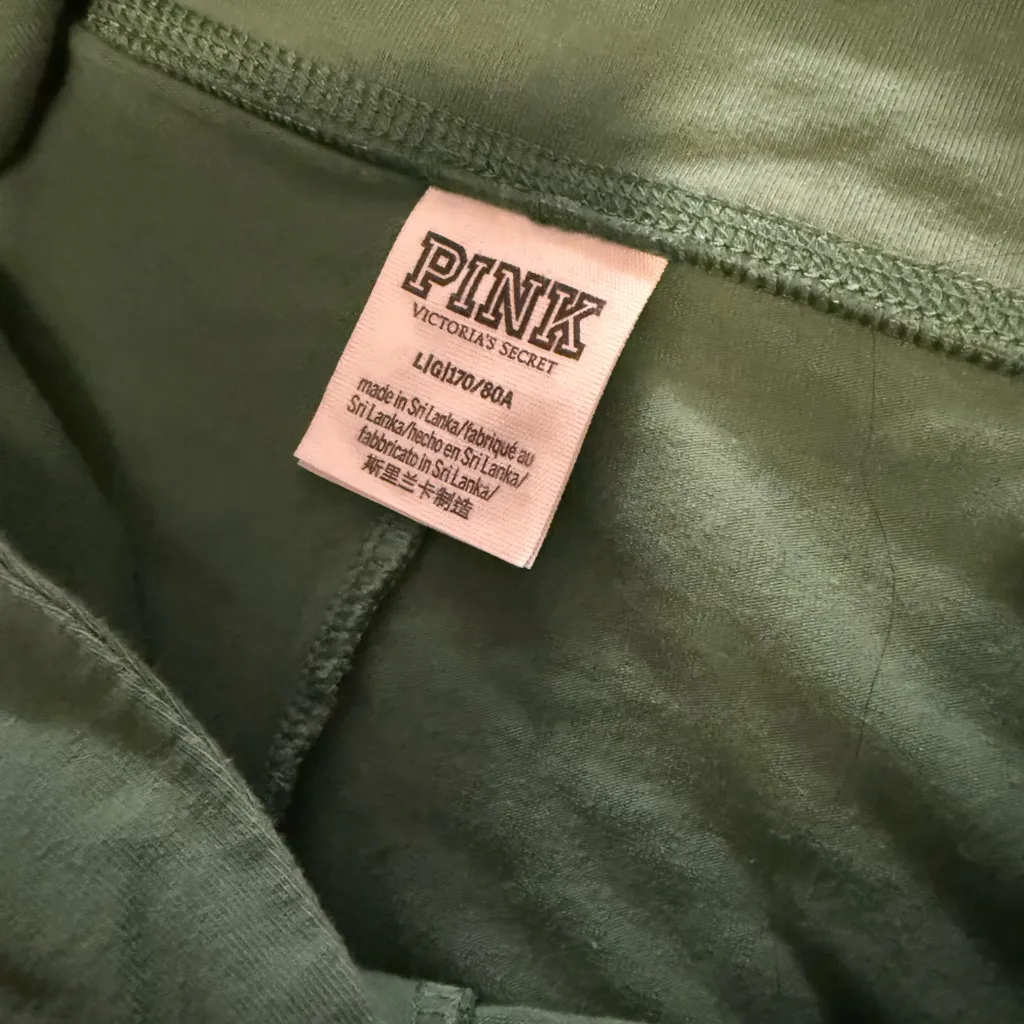 PINK
VICTORIA'S SECRET
L|G|170/80A
made in Sri Lanka/fabriqué au
Sri Lanka/hecho en Sri Lanka/
fabbricato in Sri Lanka/
斯里兰卡制造